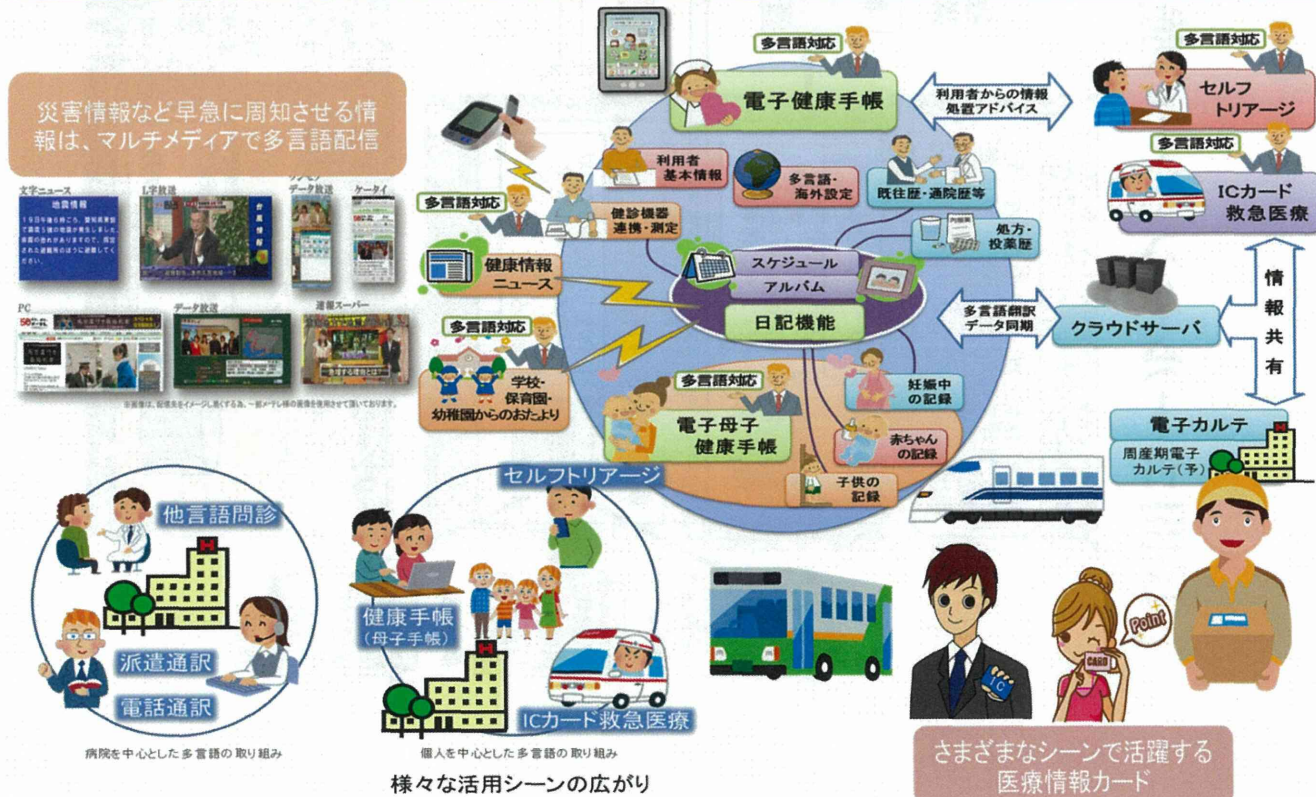 災害情報など早急に周知させる情
報は、マルチメディアで多言語配信
文字ニュース
L字放送
データ放送
ケータイ
地震情報
台風情報
PC
データ放送
速報スーパー
急増する理由とは?
多言語対応
電子健康手帳
利用者からの情報
処置アドバイス
多言語対応
セルフ
トリアージ
多言語対応
ICカード
救急医療
利用者
基本情報
多言語・
海外設定
既往歴・通院歴等
多言語対応
健診機器
連携・測定
処方・
投薬歴
健康情報
ニュース
スケジュール
アルバム
日記機能
多言語翻訳
データ同期
クラウドサーバ
情報共有
多言語対応
学校・
保育園・
幼稚園からのおたより
多言語対応
電子母子
健康手帳
妊娠中
の記録
赤ちゃん
の記録
子供の
記録
電子カルテ
周産期電子
カルテ(予)
H
他言語問診
H
派遣通訳
電話通訳
病院を中心とした多言語の取り組み
セルフトリアージ
健康手帳
(母子手帳)
H
ICカード救急医療
個人を中心とした多言語の取り組み
様々な活用シーンの広がり
IC
CARD
Point
さまざまなシーンで活躍する
医療情報カード